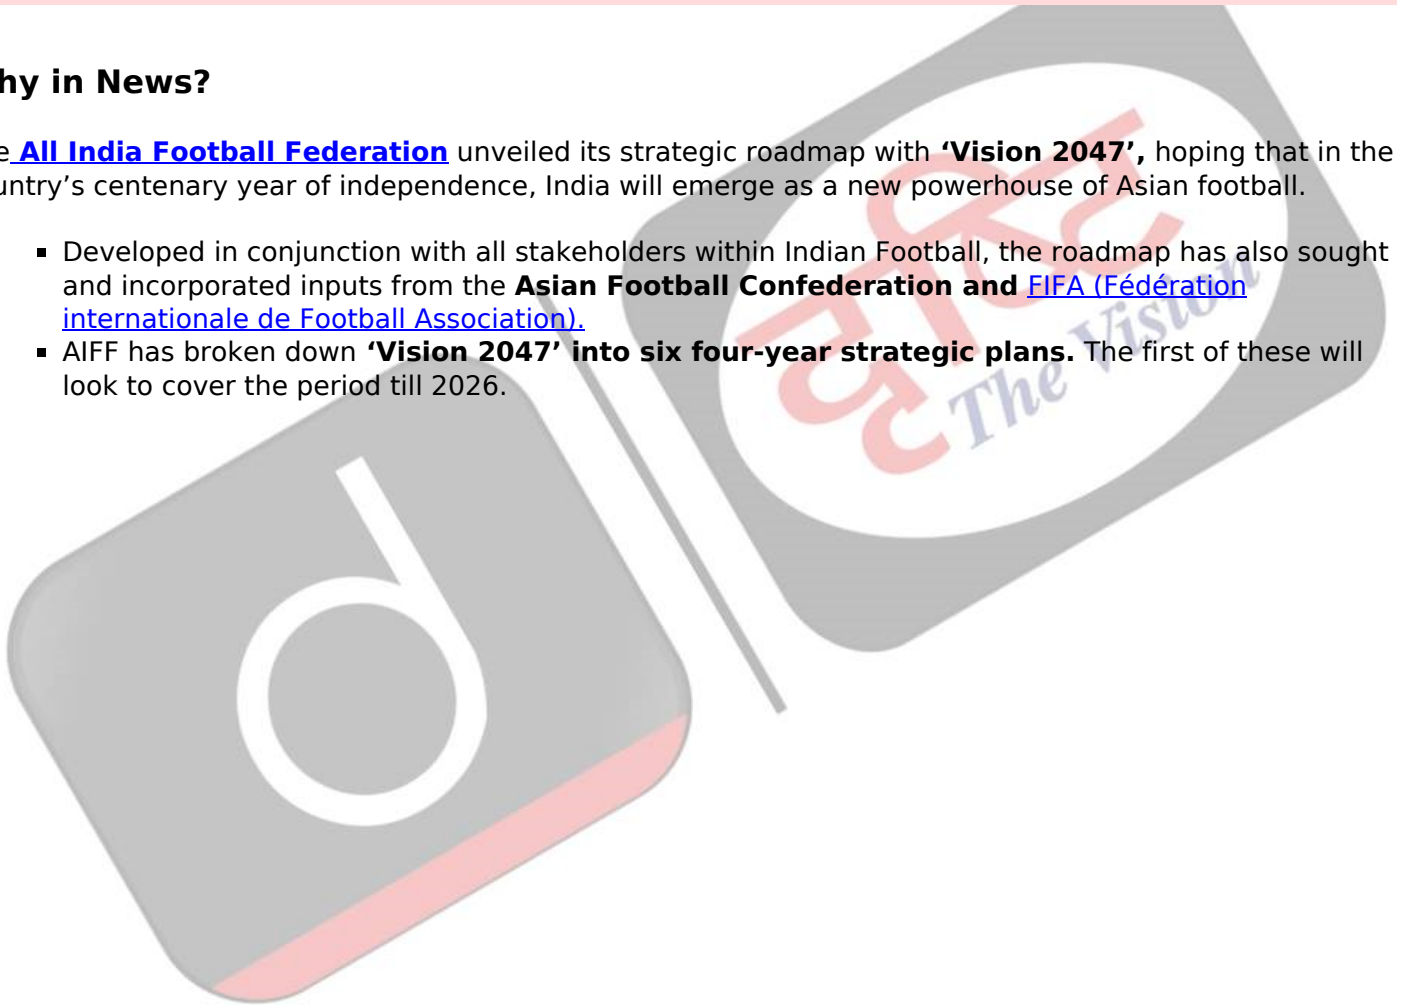 hy in News?
e All India Football Federation unveiled its strategic roadmap with ‘Vision 2047’, hoping that in the
untry’s centenary year of independence, India will emerge as a new powerhouse of Asian football.
▪ Developed in conjunction with all stakeholders within Indian Football, the roadmap has also sought
and incorporated inputs from the Asian Football Confederation and FIFA (Fédération
internationale de Football Association).
▪ AIFF has broken down ‘Vision 2047’ into six four-year strategic plans. The first of these will
look to cover the period till 2026.
दृष्टि
The Vision
d